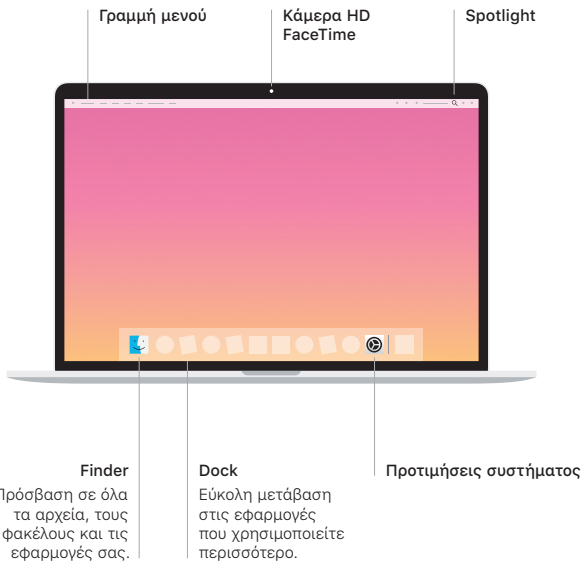 Γραμμή μενού
Κάμερα HD
FaceTime
Spotlight
Finder
Πρόσβαση σε όλα
τα αρχεία, τους
φακέλους και τις
εφαρμογές σας.
Dock
Εύκολη μετάβαση
στις εφαρμογές
που χρησιμοποιείτε
περισσότερο.
Προτιμήσεις συστήματος